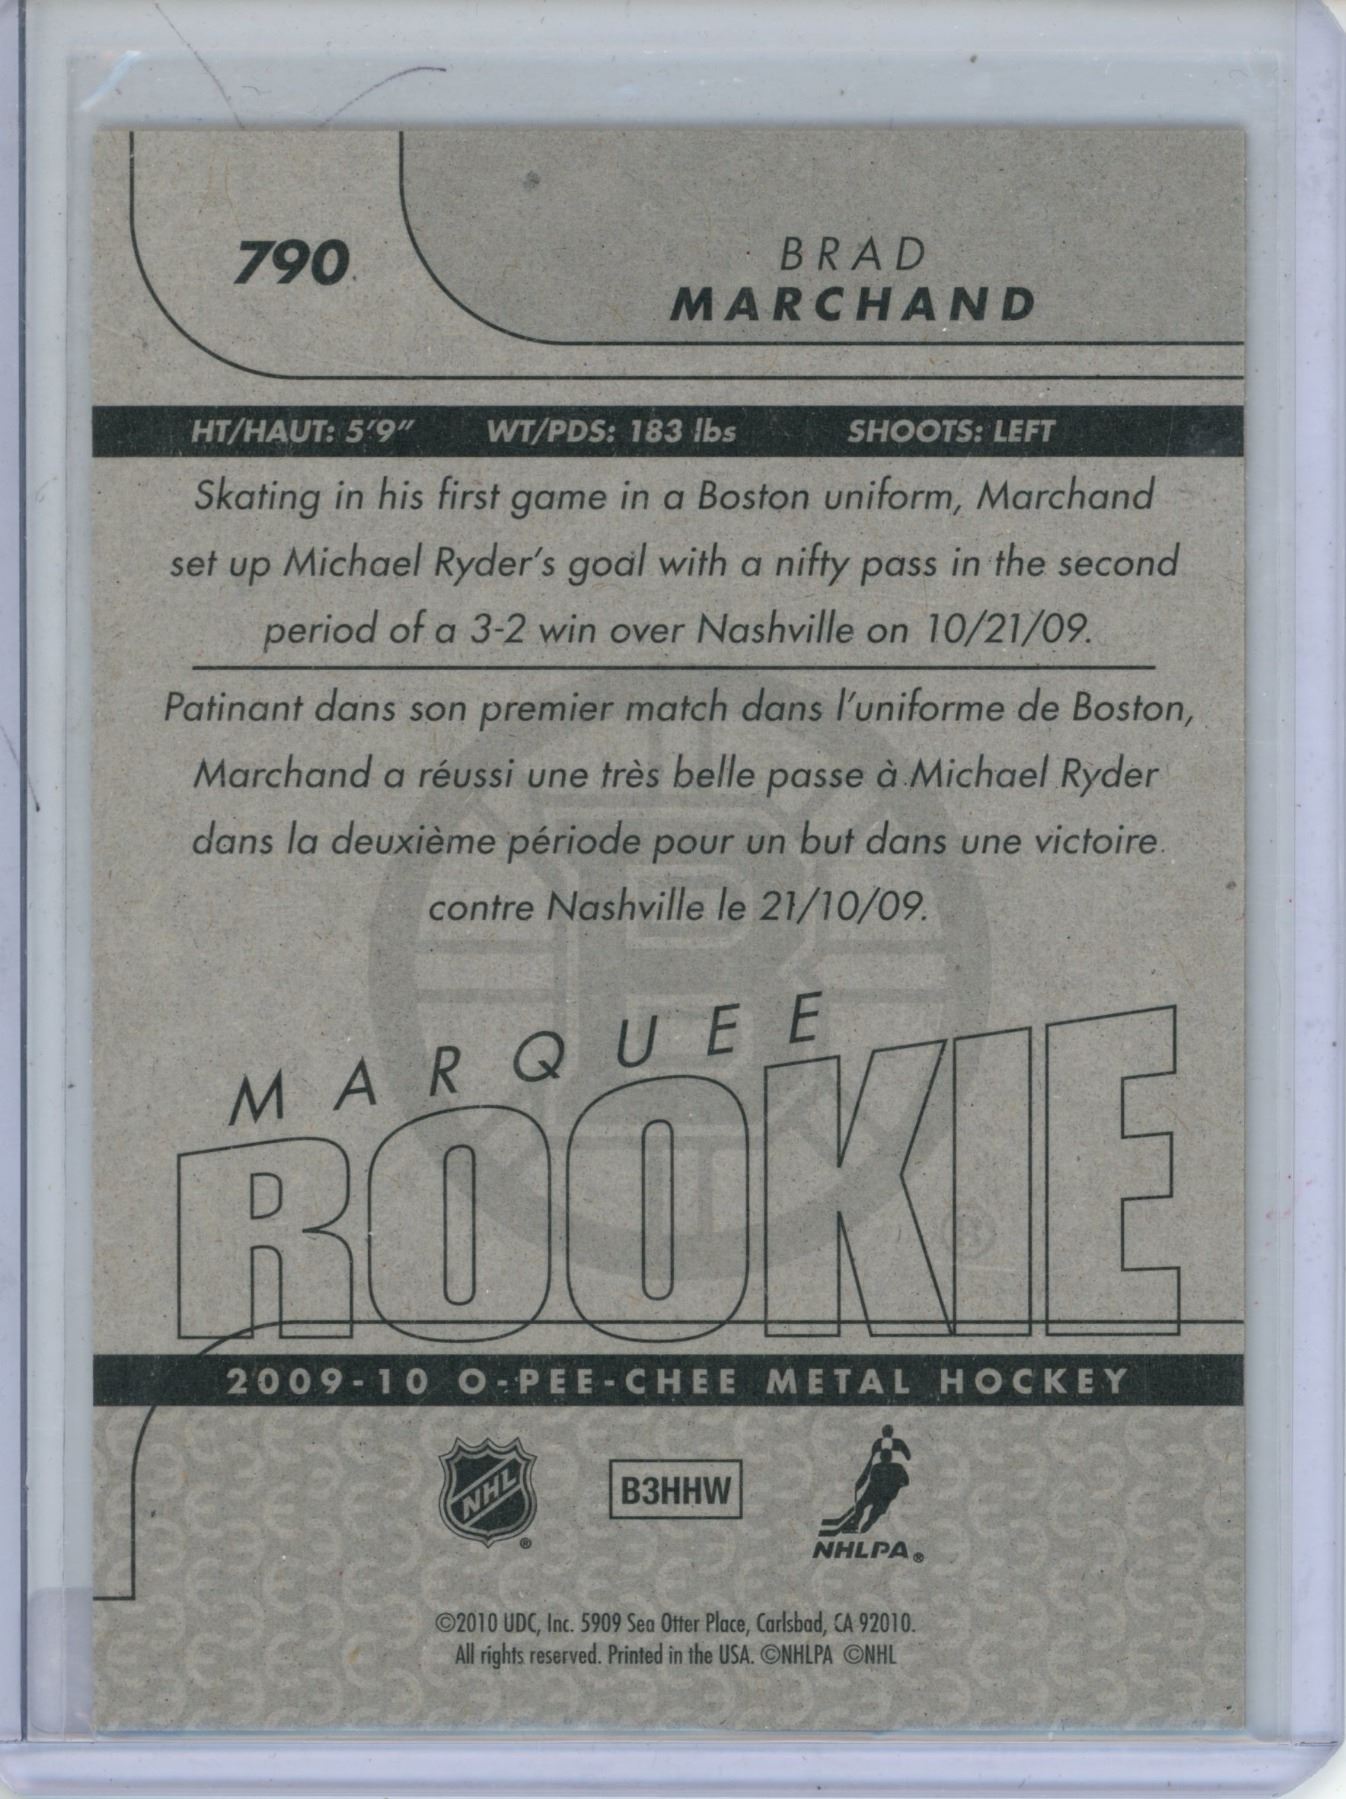 790
BRAD
MARCHAND
HT/HAUT: 5'9" WT/PDS: 183 lbs SHOOTS: LEFT
Skating in his first game in a Boston uniform, Marchand
set up Michael Ryder's goal with a nifty pass in the second
period of a 3-2 win over Nashville on 10/21/09.
Patinant dans son premier match dans l'uniforme de Boston,
Marchand a réussi une très belle passe à Michael Ryder
dans la deuxième période pour un but dans une victoire
contre Nashville le 21/10/09.
B
MARQUEE
ROOKIE
®
2009-10 O-PEE-CHEE METAL HOCKEY
NHL ® B3HHW NHLPA ®
©2010 UDC, Inc. 5909 Sea Otter Place, Carlsbad, CA 92010.
All rights reserved. Printed in the USA. ©NHLPA ©NHL